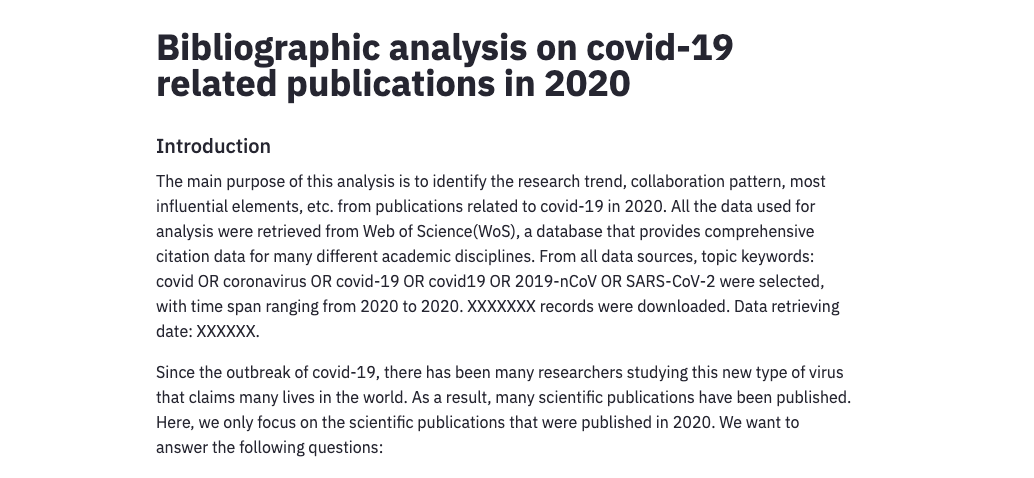 Bibliographic analysis on covid-19
related publications in 2020
Introduction
The main purpose of this analysis is to identify the research trend, collaboration pattern, most
influential elements, etc. from publications related to covid-19 in 2020. All the data used for
analysis were retrieved from Web of Science(WoS), a database that provides comprehensive
citation data for many different academic disciplines. From all data sources, topic keywords:
covid OR coronavirus OR covid-19 OR covid19 OR 2019-nCoV OR SARS-CoV-2 were selected,
with time span ranging from 2020 to 2020. XXXXXXX records were downloaded. Data retrieving
date: XXXXXX.
Since the outbreak of covid-19, there has been many researchers studying this new type of virus
that claims many lives in the world. As a result, many scientific publications have been published.
Here, we only focus on the scientific publications that were published in 2020. We want to
answer the following questions: